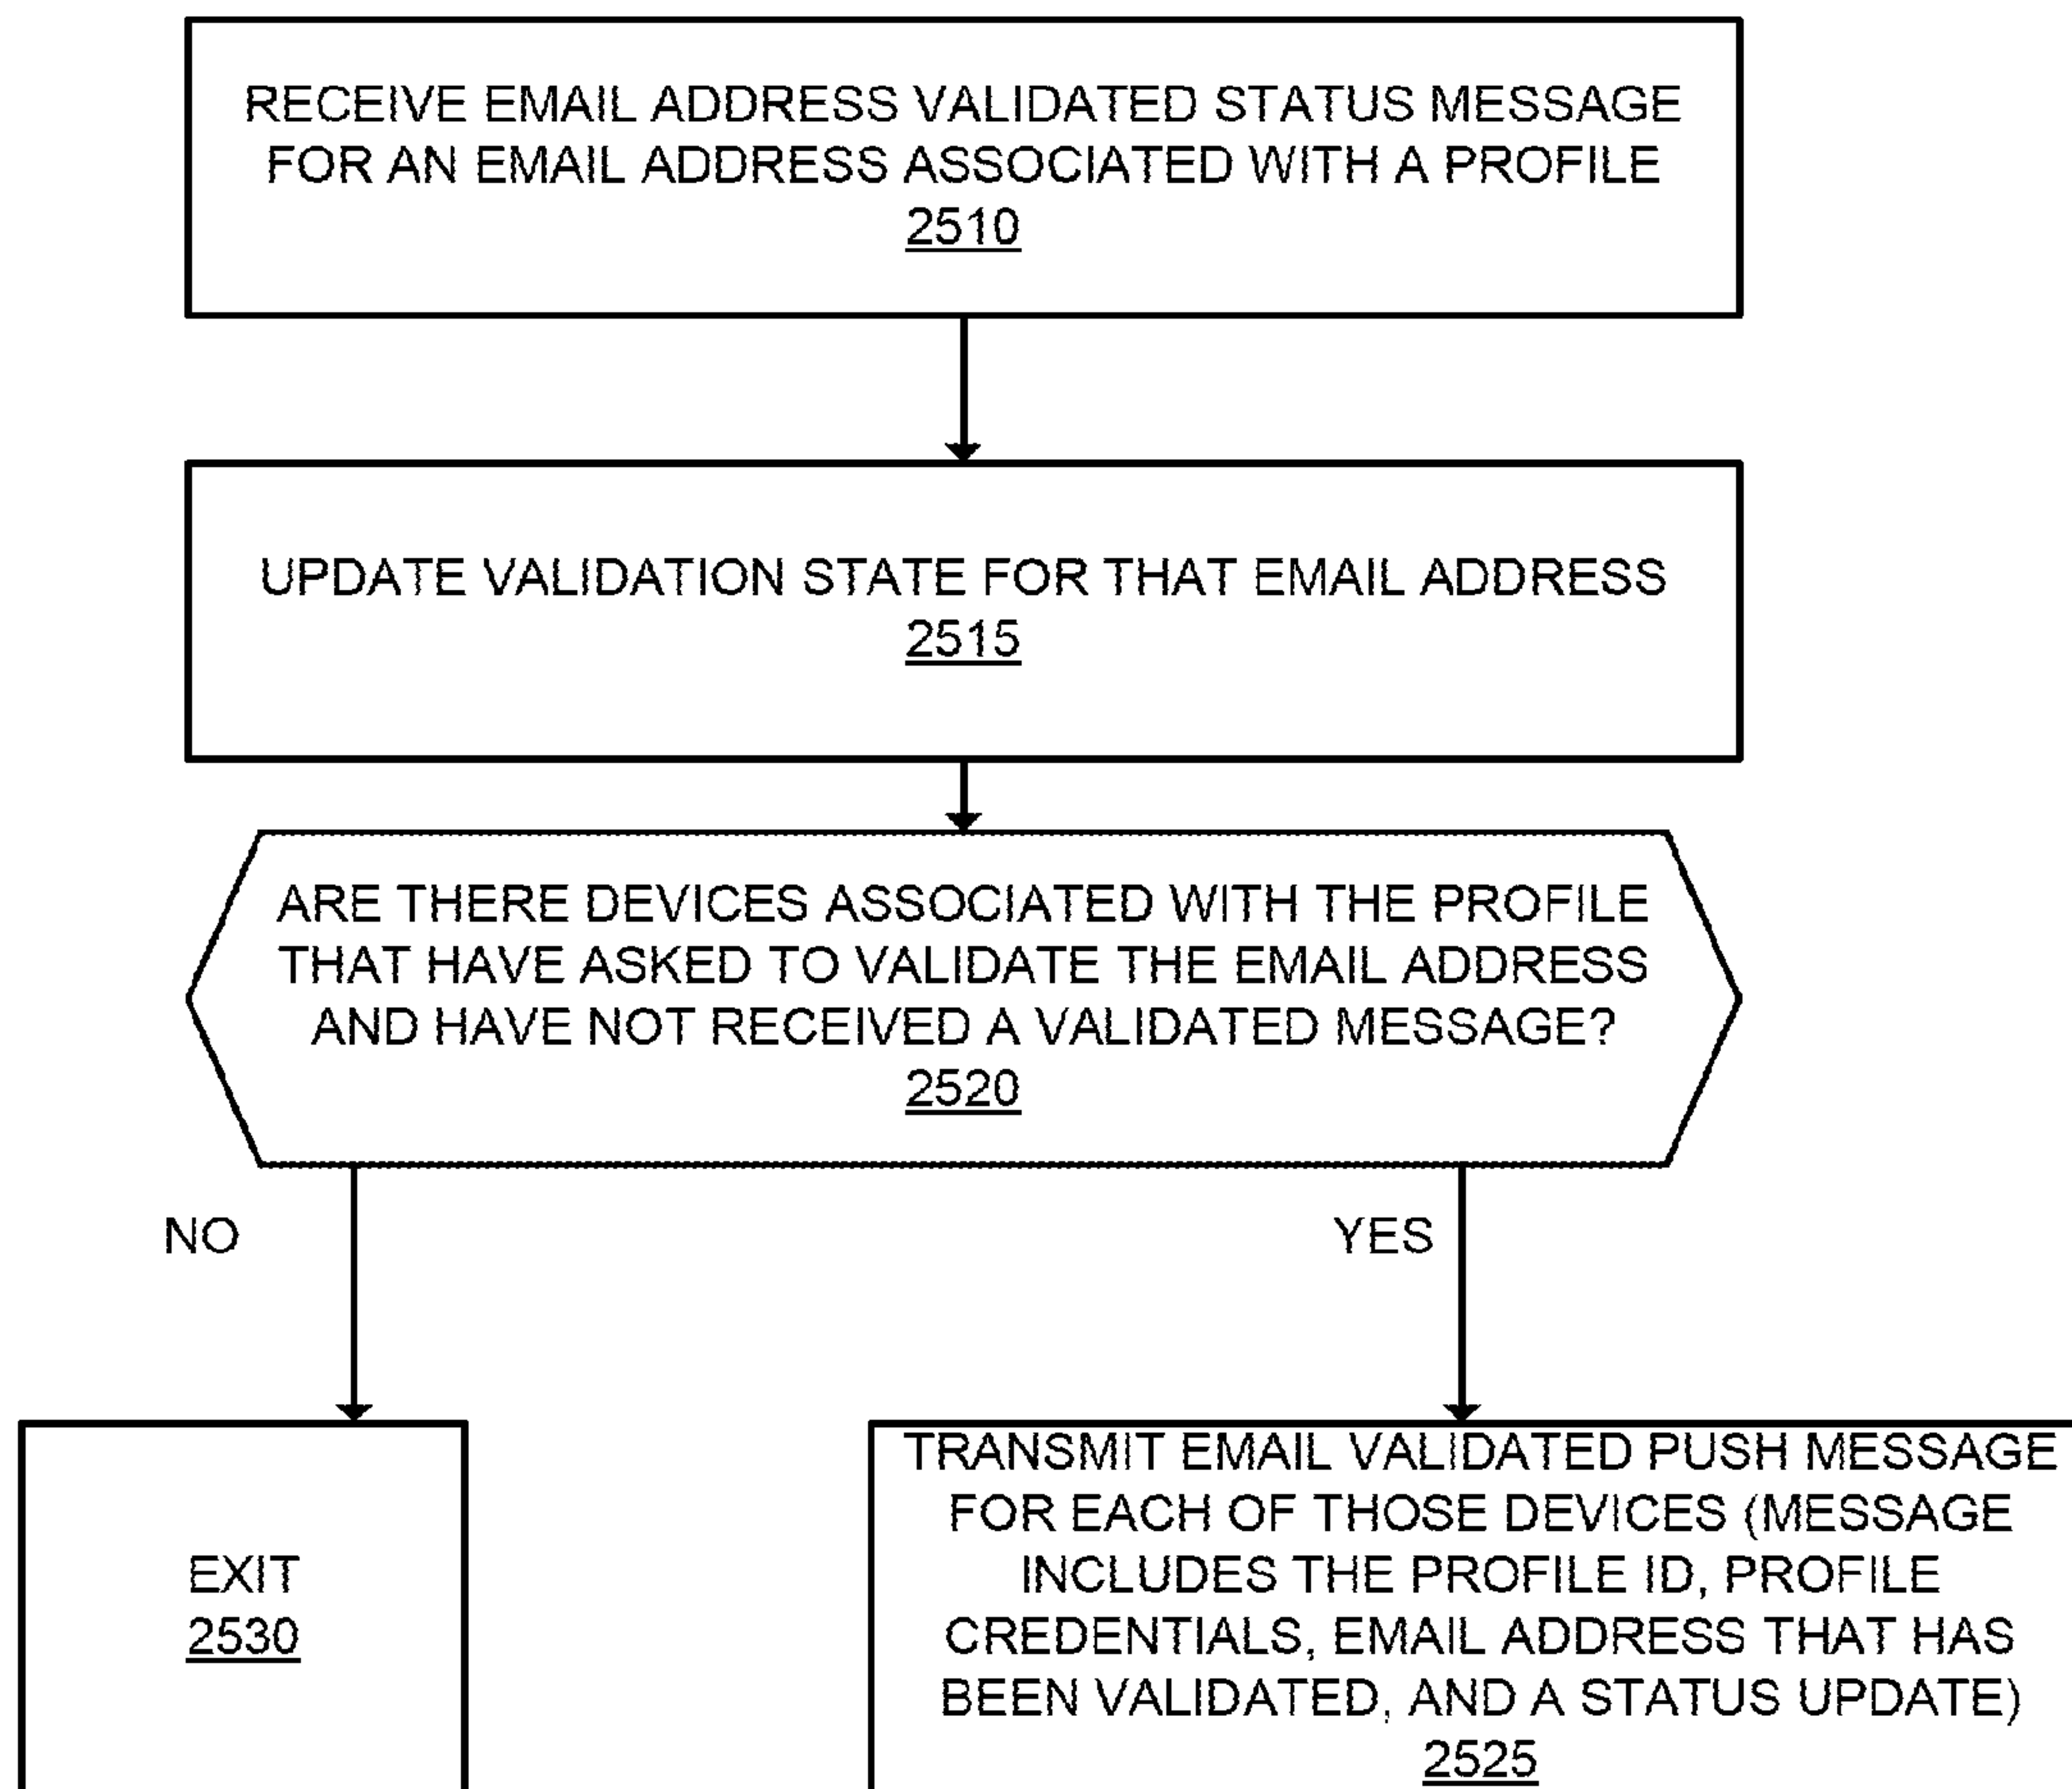 RECEIVE EMAIL ADDRESS VALIDATED STATUS MESSAGE
FOR AN EMAIL ADDRESS ASSOCIATED WITH A PROFILE
2510
UPDATE VALIDATION STATE FOR THAT EMAIL ADDRESS
2515
ARE THERE DEVICES ASSOCIATED WITH THE PROFILE
THAT HAVE ASKED TO VALIDATE THE EMAIL ADDRESS
AND HAVE NOT RECEIVED A VALIDATED MESSAGE?
2520
NO
YES
EXIT
2530
TRANSMIT EMAIL VALIDATED PUSH MESSAGE
FOR EACH OF THOSE DEVICES (MESSAGE
INCLUDES THE PROFILE ID, PROFILE
CREDENTIALS, EMAIL ADDRESS THAT HAS
BEEN VALIDATED, AND A STATUS UPDATE)
2525